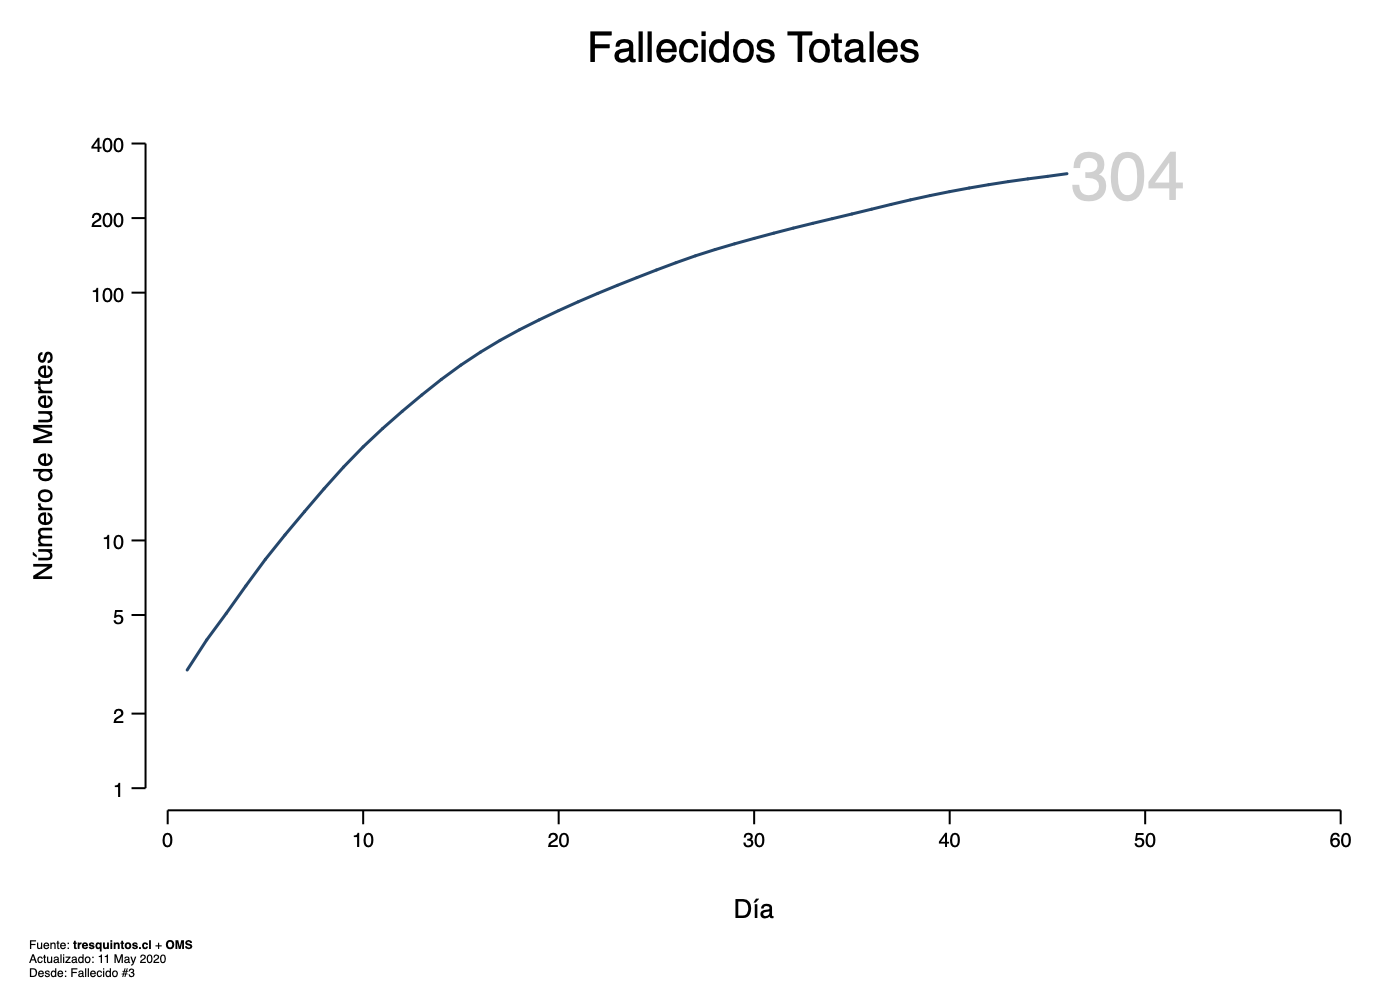 Fallecidos Totales
400
304
200
100
10
5
2
1
Número de Muertes
0 10 20 30 40 50 60
Día
Fuente: tresquintos.cl + OMS
Actualizado: 11 May 2020
Desde: Fallecido #3